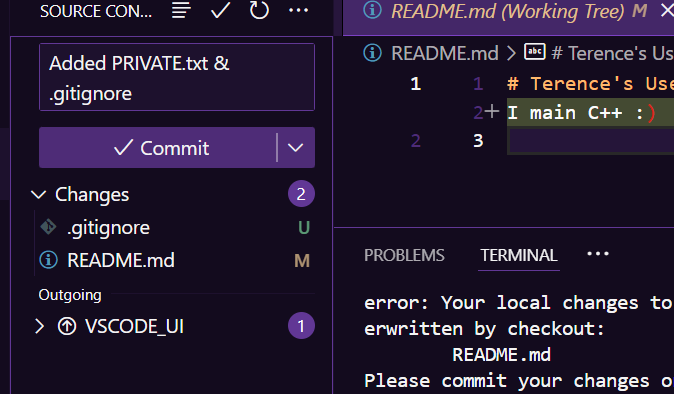 SOURCE CON...
Added PRIVATE.txt &
.gitignore
Commit
Changes 2
.gitignore U
README.md M
Outgoing
VSCODE_UI 1
README.md (Working Tree) M
README.md > abc # Terence's Us
1 1 # Terence's Use
2+ I main C++ :)
2 3
PROBLEMS TERMINAL ...
error: Your local changes to
erwritten by checkout:
README.md
Please commit your changes o